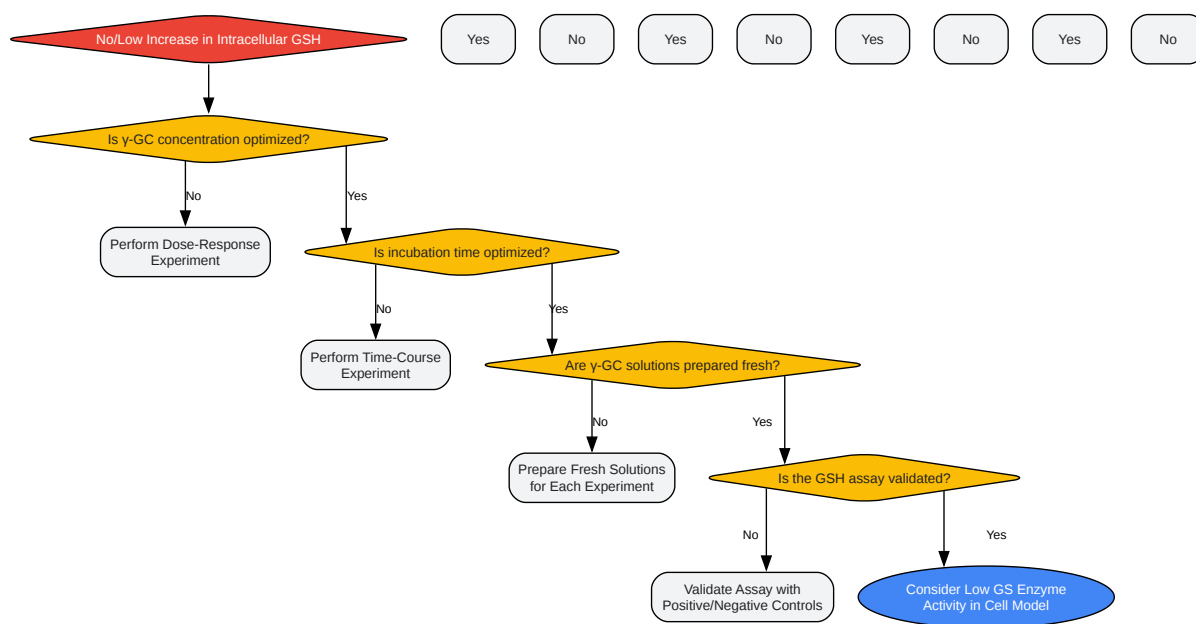 No/Low Increase in Intracellular GSH
Yes
No
Yes
No
Yes
No
Yes
No
Is γ-GC concentration optimized?
No
Yes
Perform Dose-Response
Experiment
Is incubation time optimized?
No
Yes
Perform Time-Course
Experiment
Are γ-GC solutions prepared fresh?
No
Yes
Prepare Fresh Solutions
for Each Experiment
Is the GSH assay validated?
No
Yes
Validate Assay with
Positive/Negative Controls
Consider Low GS Enzyme
Activity in Cell Model